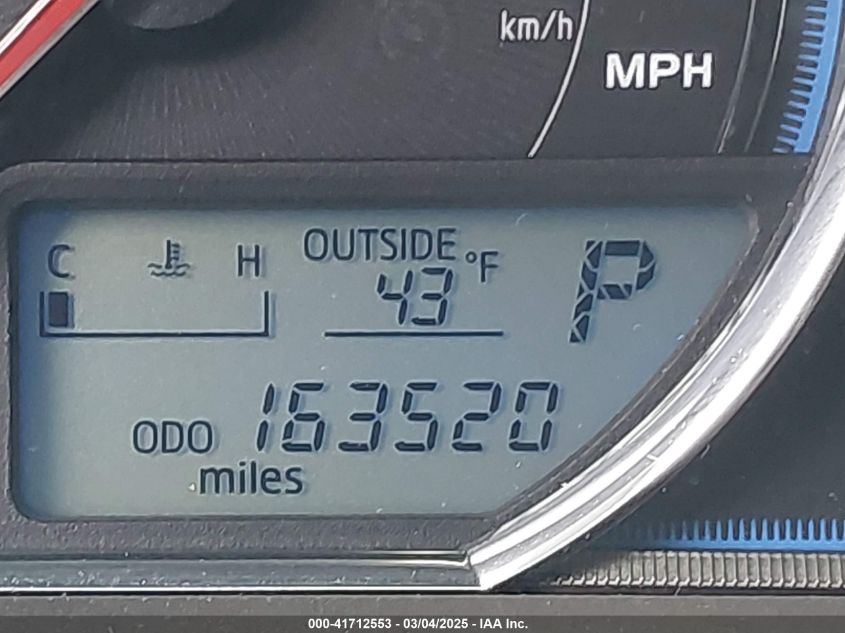 km/h
MPH
C H OUTSIDE °F
43
P
ODO 163520
miles
000-41712553 - 03/04/2025 - IAA Inc.